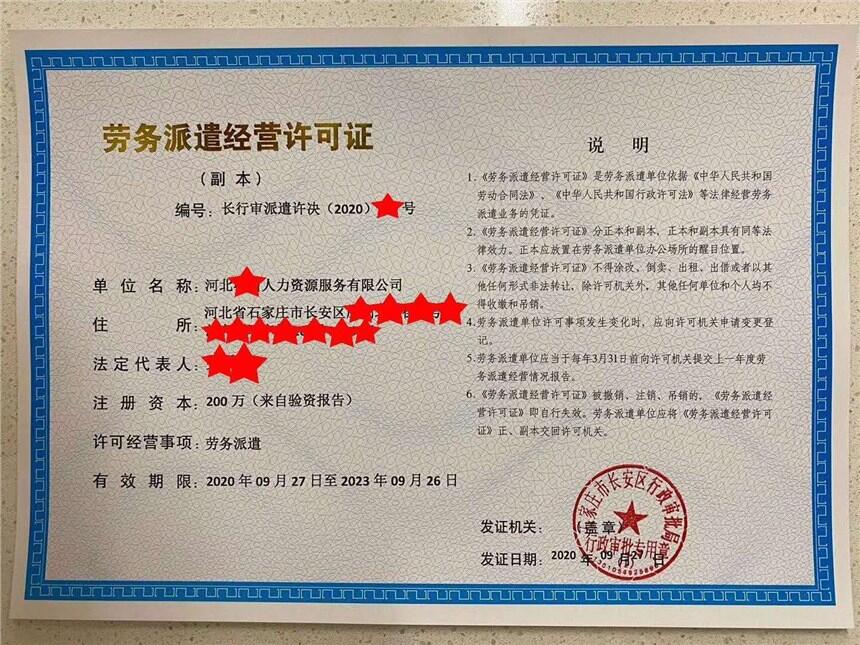 劳务派遣经营许可证
（副本）
编号：长行审派遣许决（2020）号
单位名称：河北人力资源服务有限公司
住所：河北省石家庄市长安区
法定代表人：
注册资本：200万（来自验资报告）
许可经营事项：劳务派遣
有效期限：2020年09月27日至2023年09月26日
说 明
1.《劳务派遣经营许可证》是劳务派遣单位依据《中华人民共和国
劳动合同法》、《中华人民共和国行政许可法》等法律经营劳务
派遣业务的凭证。
2.《劳务派遣经营许可证》分正本和副本，正本和副本具有同等法
律效力。正本应放置在劳务派遣单位办公场所的醒目位置。
3.《劳务派遣经营许可证》不得涂改、倒卖、出租、出借或者以其
他任何形式非法转让，除许可机关外，其他任何单位和个人均不
得收缴和吊销。
4.劳务派遣单位许可事项发生变化时，应向许可机关申请变更登
记。
5.劳务派遣单位应当于每年3月31日前向许可机关提交上一年度劳
务派遣经营情况报告。
6.《劳务派遣经营许可证》被撤销、注销、吊销的，《劳务派遣经
营许可证》即自行失效。劳务派遣单位应将《劳务派遣经营许可
证》正、副本交回许可机关。
发证机关：（盖章）
发证日期：2020年09月27日
家庄市长安区行政审批局
行政审批专用章